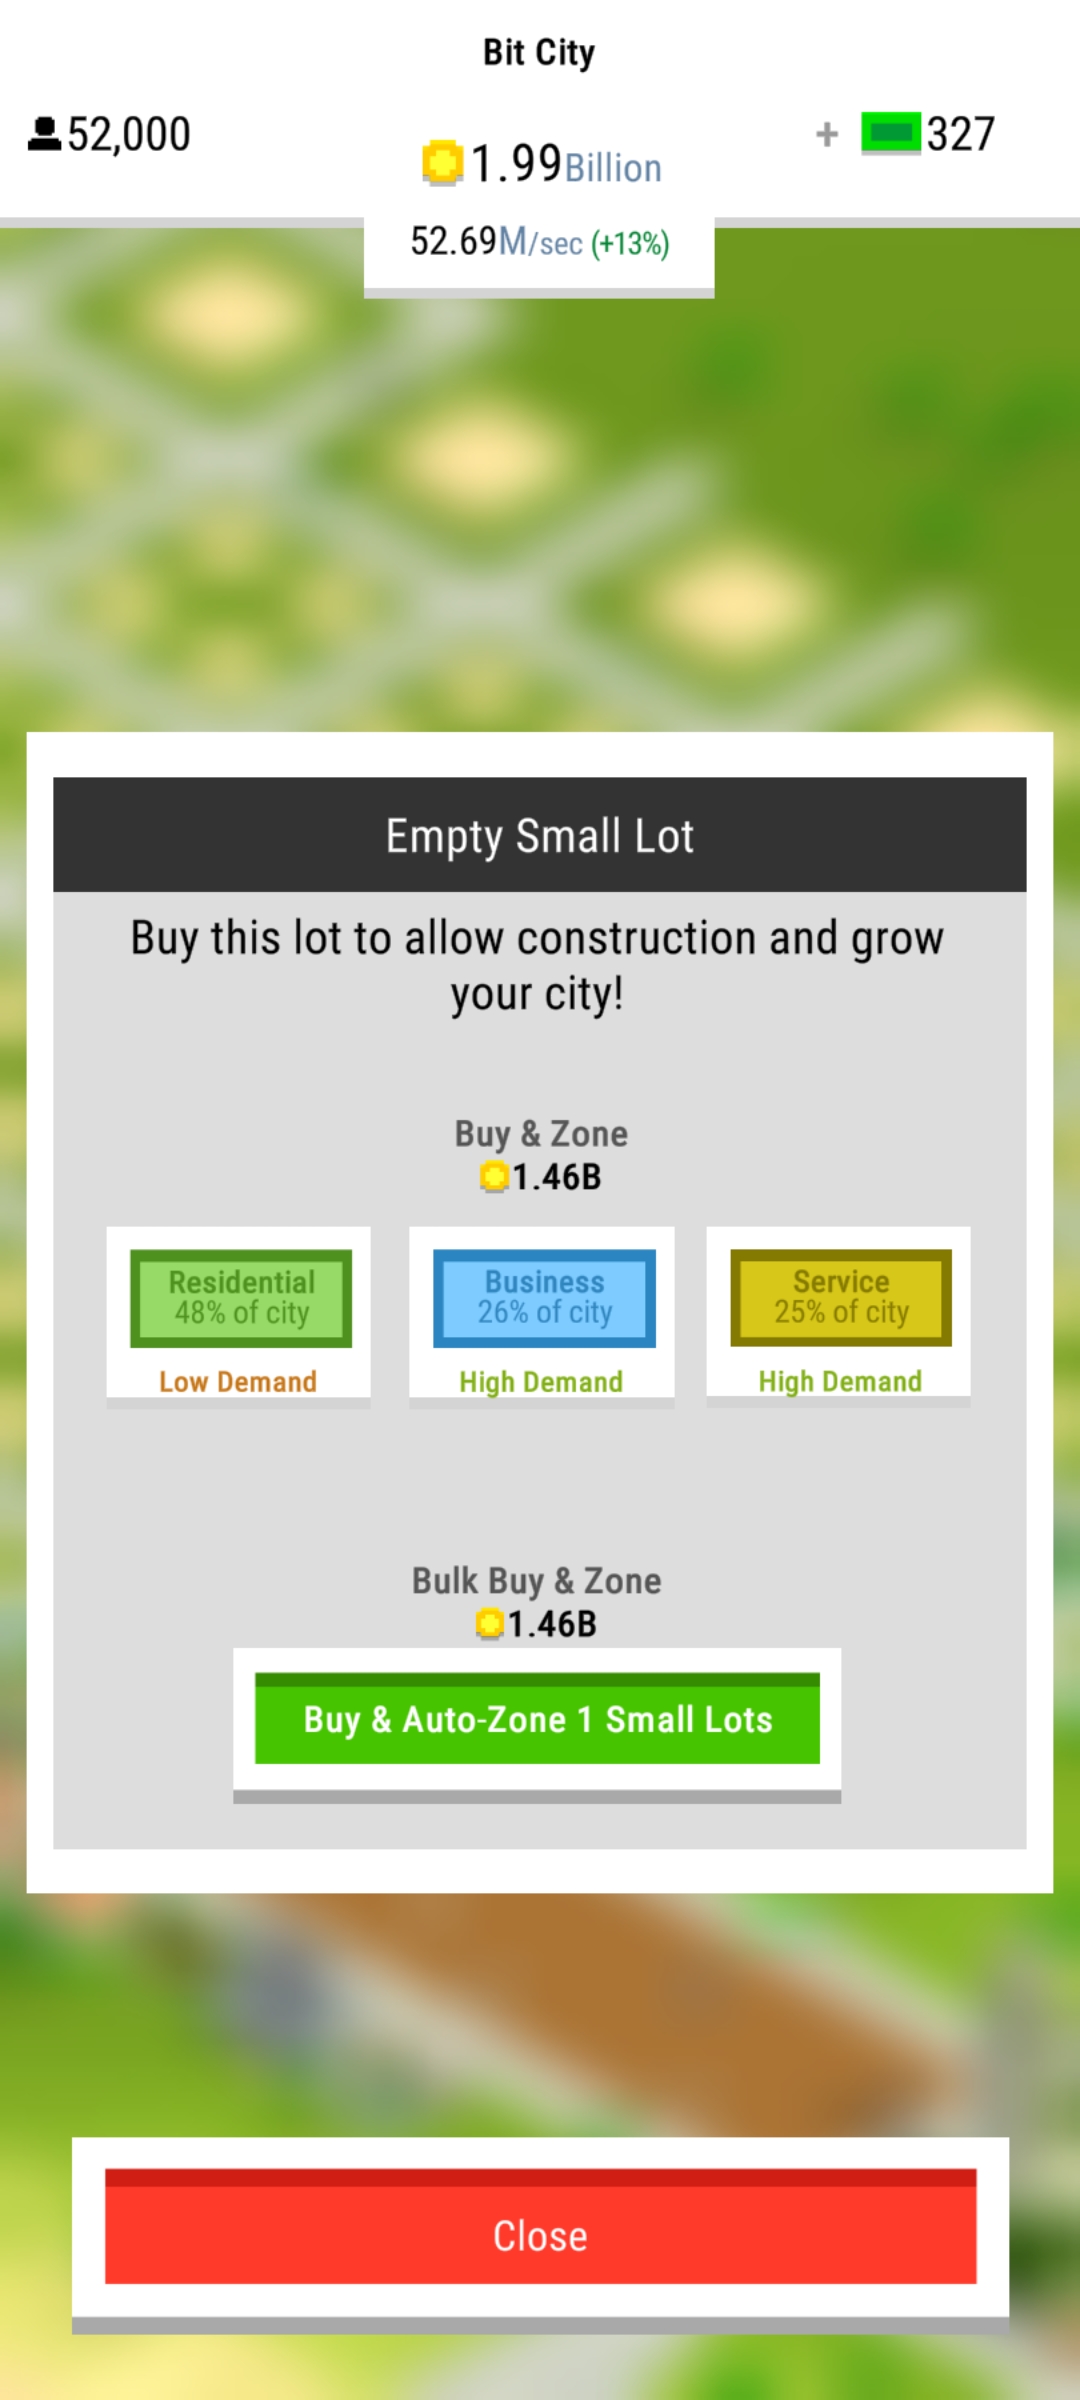 Bit City
52,000
1.99Billion
+ 327
52.69M/sec (+13%)
Empty Small Lot
Buy this lot to allow construction and grow
your city!
Buy & Zone
1.46B
Residential
48% of city
Low Demand
Business
26% of city
High Demand
Service
25% of city
High Demand
Bulk Buy & Zone
1.46B
Buy & Auto-Zone 1 Small Lots
Close